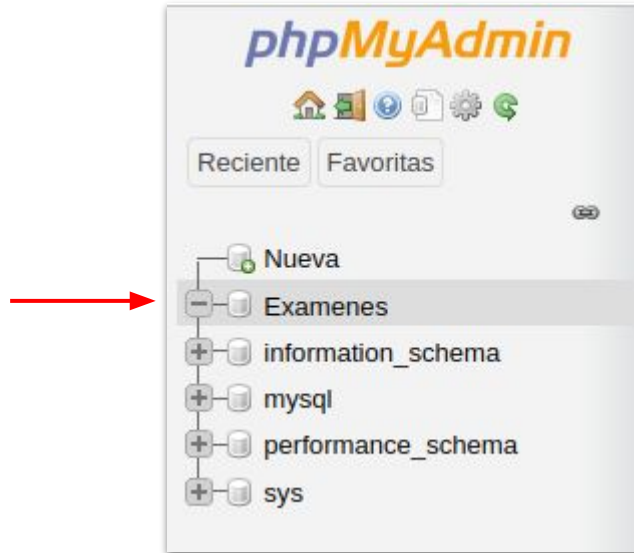 phpMyAdmin
Reciente Favoritas
Nueva
Examenes
information_schema
mysql
performance_schema
sys